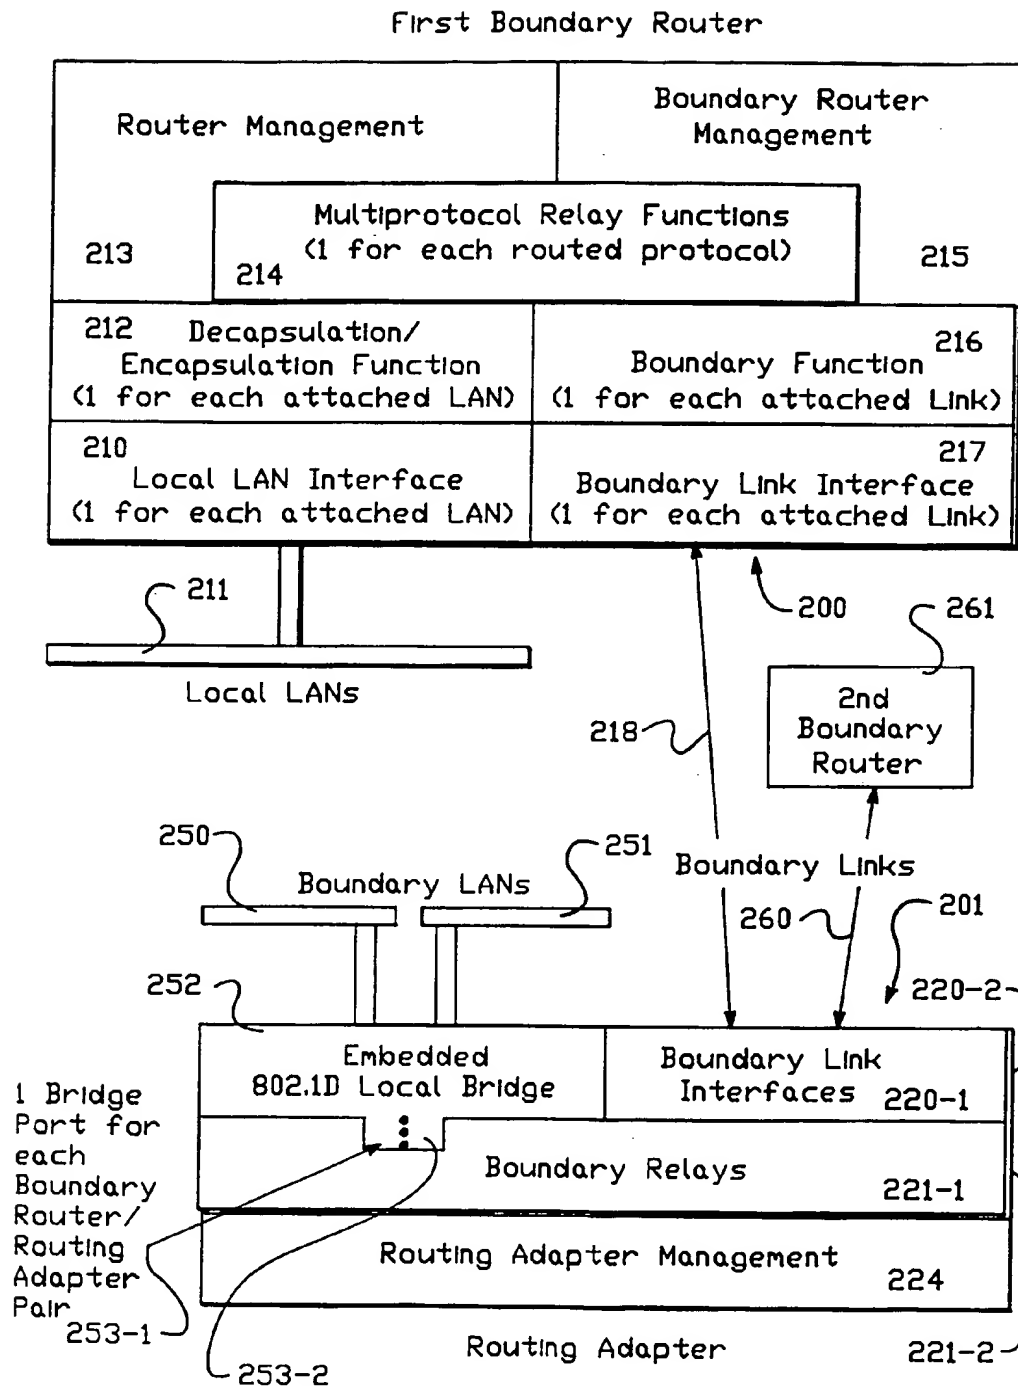 First Boundary Router
Router Management
Boundary Router
Management
Multiprotocol Relay Functions
(1 for each routed protocol)
213
214
215
212
Decapsulation/
Encapsulation Function
(1 for each attached LAN)
216
Boundary Function
(1 for each attached Link)
210
Local LAN Interface
(1 for each attached LAN)
217
Boundary Link Interface
(1 for each attached Link)
211
200
261
Local LANs
2nd
Boundary
Router
218
250
251
Boundary LANs
Boundary Links
260
201
252
220-2
Embedded
802.1D Local Bridge
Boundary Link
Interfaces
220-1
1 Bridge
Port for
each
Boundary
Router/
Routing
Adapter
Pair
Boundary Relays
221-1
Routing Adapter Management
224
253-1
253-2
Routing Adapter
221-2